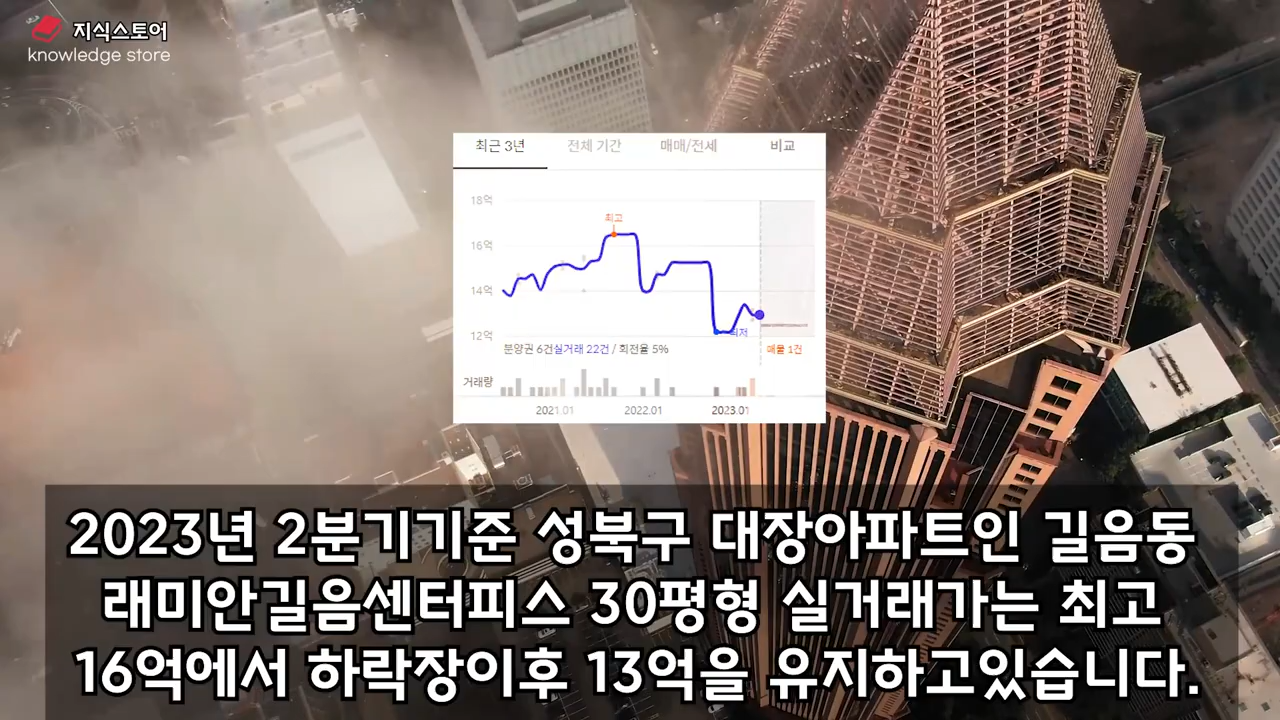 지식스토어
knowledge store
최근 3년 전체 기간 매매/전세 비교
18억
최고
16억
14억
12억
최저
분양권 6건실거래 22건 / 회전율 5% 매물 1건
거래량
2021.01 2022.01 2023.01
2023년 2분기기준 성북구 대장아파트인 길음동
래미안길음센터피스 30평형 실거래가는 최고
16억에서 하락장이후 13억을 유지하고있습니다.